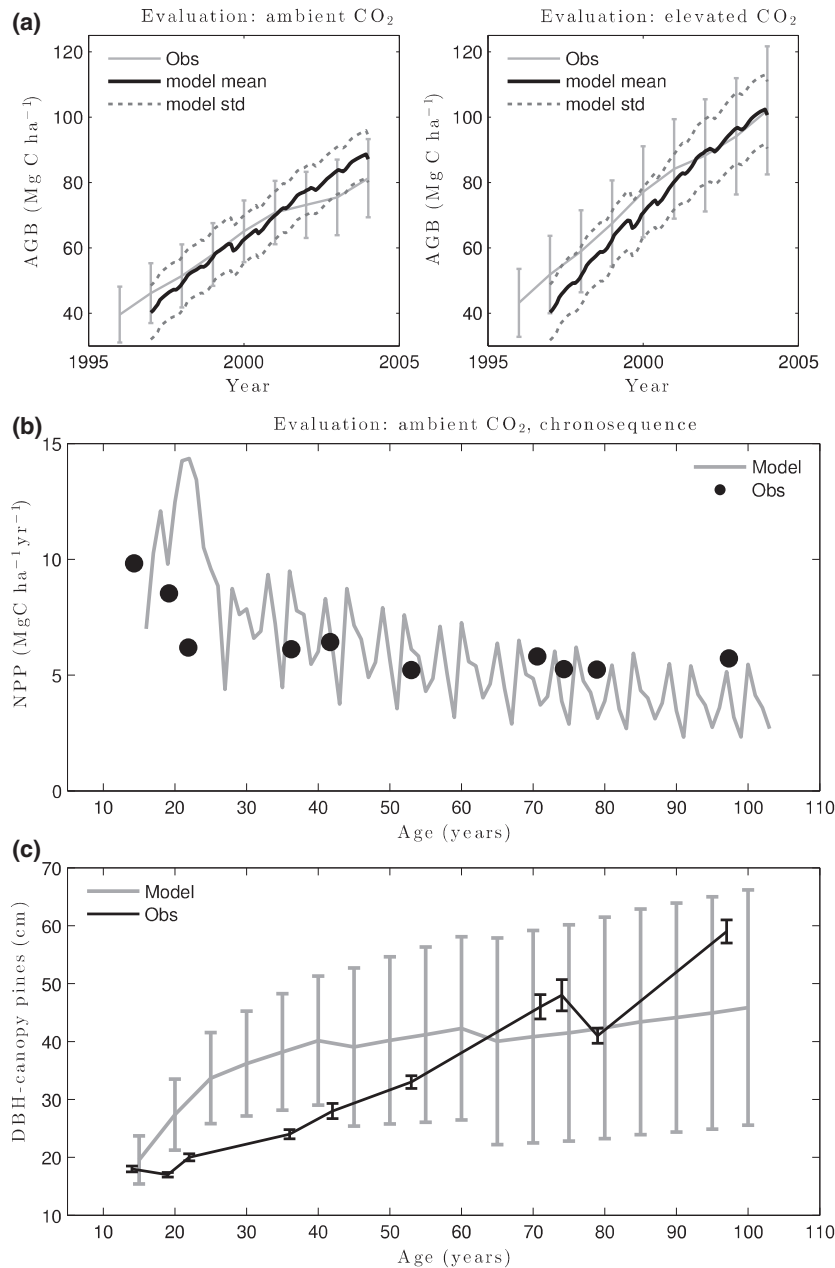 (a)
Evaluation: ambient CO₂
120
100
80
60
40
AGB (Mg C ha⁻¹)
Obs
model mean
model std
1995
2000
2005
Year
Evaluation: elevated CO₂
120
100
80
60
40
AGB (Mg C ha⁻¹)
Obs
model mean
model std
1995
2000
2005
Year
(b)
Evaluation: ambient CO₂, chronosequence
15
10
5
0
NPP (MgC ha⁻¹yr⁻¹)
Model
Obs
10 20 30 40 50 60 70 80 90 100 110
Age (years)
(c)
70
60
50
40
30
20
10
DBH-canopy pines (cm)
Model
Obs
10 20 30 40 50 60 70 80 90 100 110
Age (years)